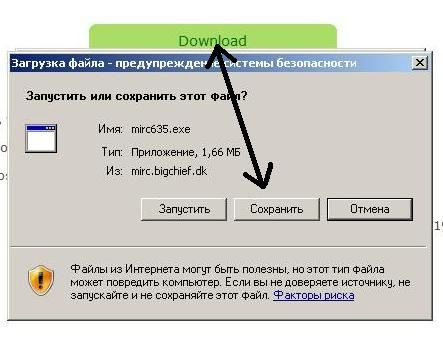 Download
Загрузка файла - предупреждение системы безопасности
Запустить или сохранить этот файл?
Имя: mirc635.exe
Тип: Приложение, 1,66 МБ
Из: mirc.bigchief.dk
Запустить Сохранить Отмена
Файлы из Интернета могут быть полезны, но этот тип файла
может повредить компьютер. Если вы не доверяете источнику, не
запускайте и не сохраняйте этот файл. Факторы риска